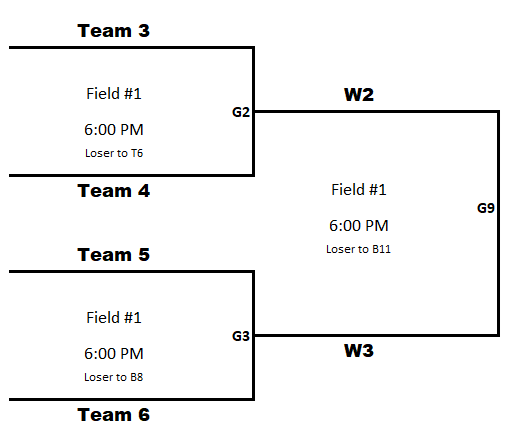 Team 3
Field #1
G2
6:00 PM
Loser to T6
Team 4
W2
Field #1
G9
6:00 PM
Loser to B11
W3
Team 5
Field #1
G3
6:00 PM
Loser to B8
Team 6